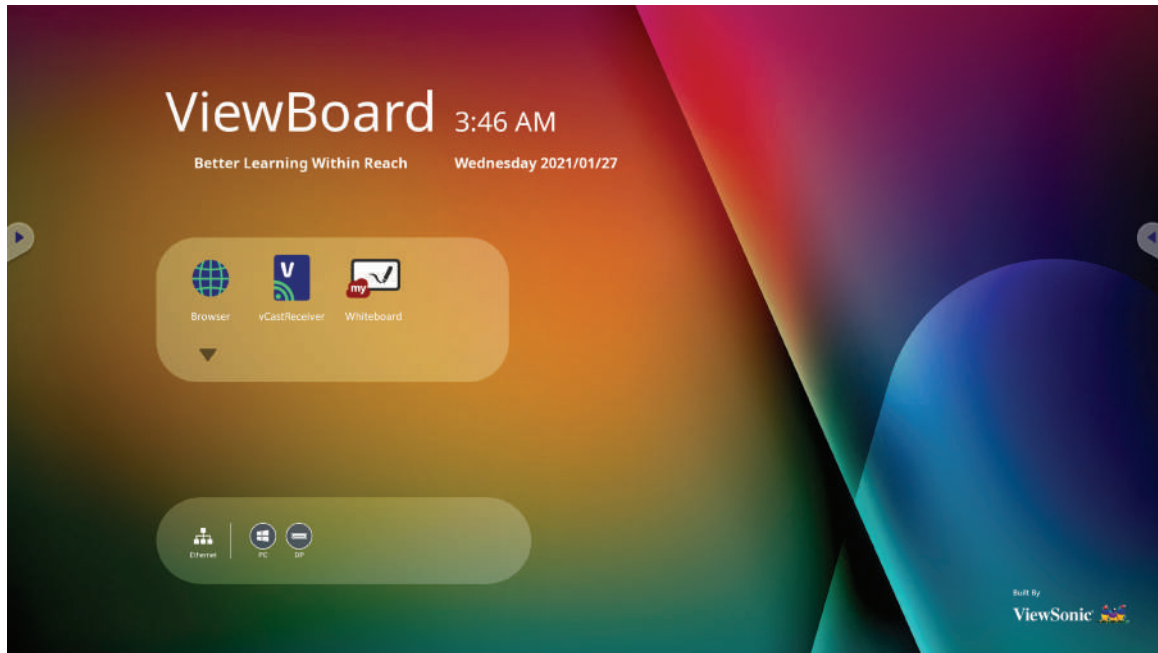 ViewBoard 3:46 AM
Better Learning Within Reach Wednesday 2021/01/27
V
my
Browser vCastReceiver Whiteboard
Ethernet PC DP
Built By
ViewSonic